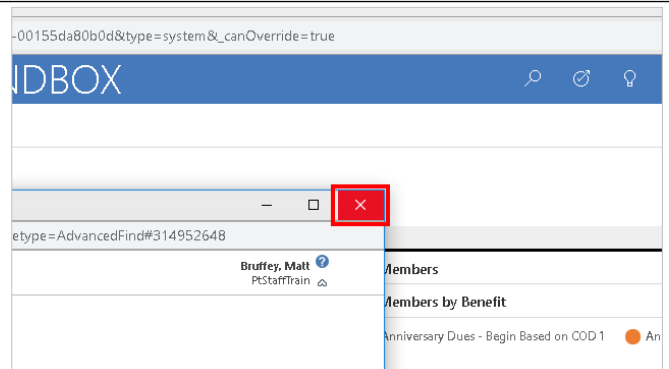 -00155da80b0d&type=system&_canOverride=true
NDBOX
etype=AdvancedFind#314952648
Bruffey, Matt
PtStaffTrain
Members
Members by Benefit
Anniversary Dues - Begin Based on COD 1
An